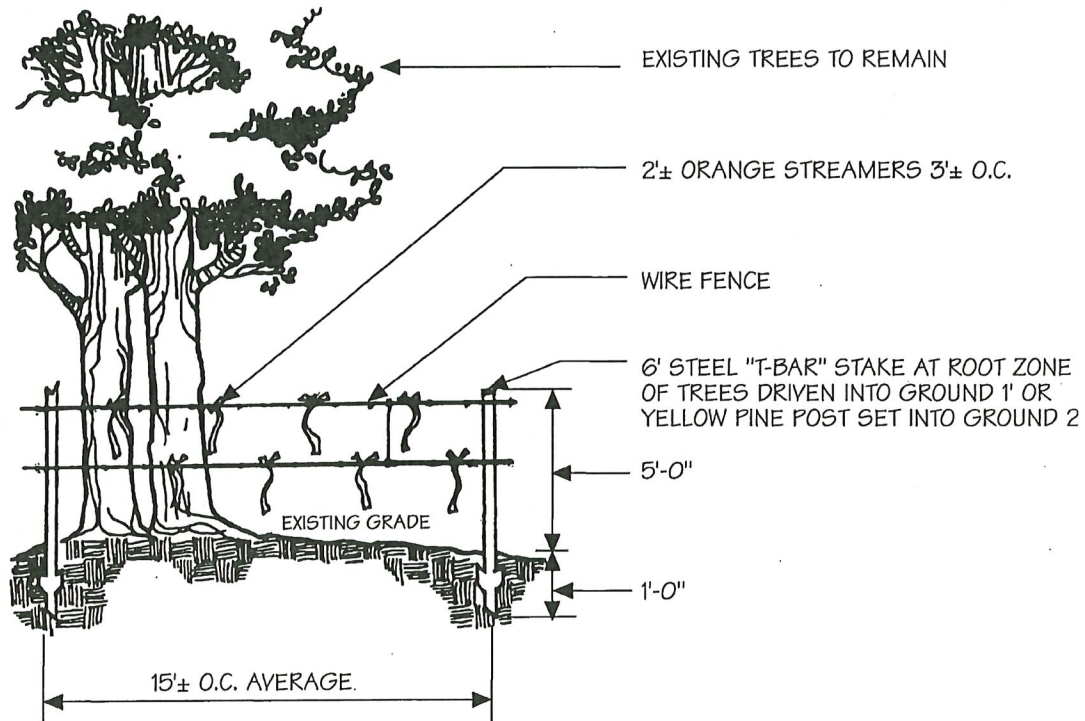 EXISTING TREES TO REMAIN
2'± ORANGE STREAMERS 3'± O.C.
WIRE FENCE
6' STEEL "T-BAR" STAKE AT ROOT ZONE
OF TREES DRIVEN INTO GROUND 1' OR
YELLOW PINE POST SET INTO GROUND 2
5'-0"
EXISTING GRADE
1'-0"
15'± O.C. AVERAGE.